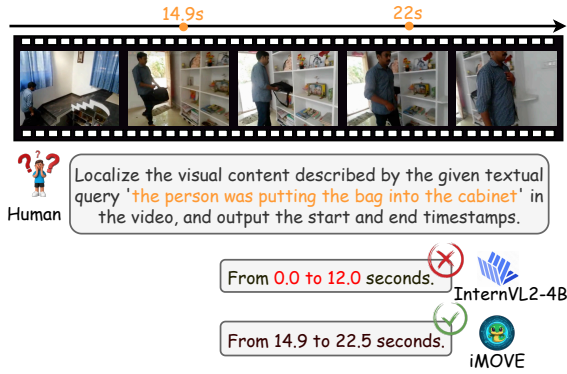 14.9s
22s
Localize the visual content described by the given textual
query 'the person was putting the bag into the cabinet' in
the video, and output the start and end timestamps.
Human
From 0.0 to 12.0 seconds.
InternVL2-4B
From 14.9 to 22.5 seconds.
iMOVE